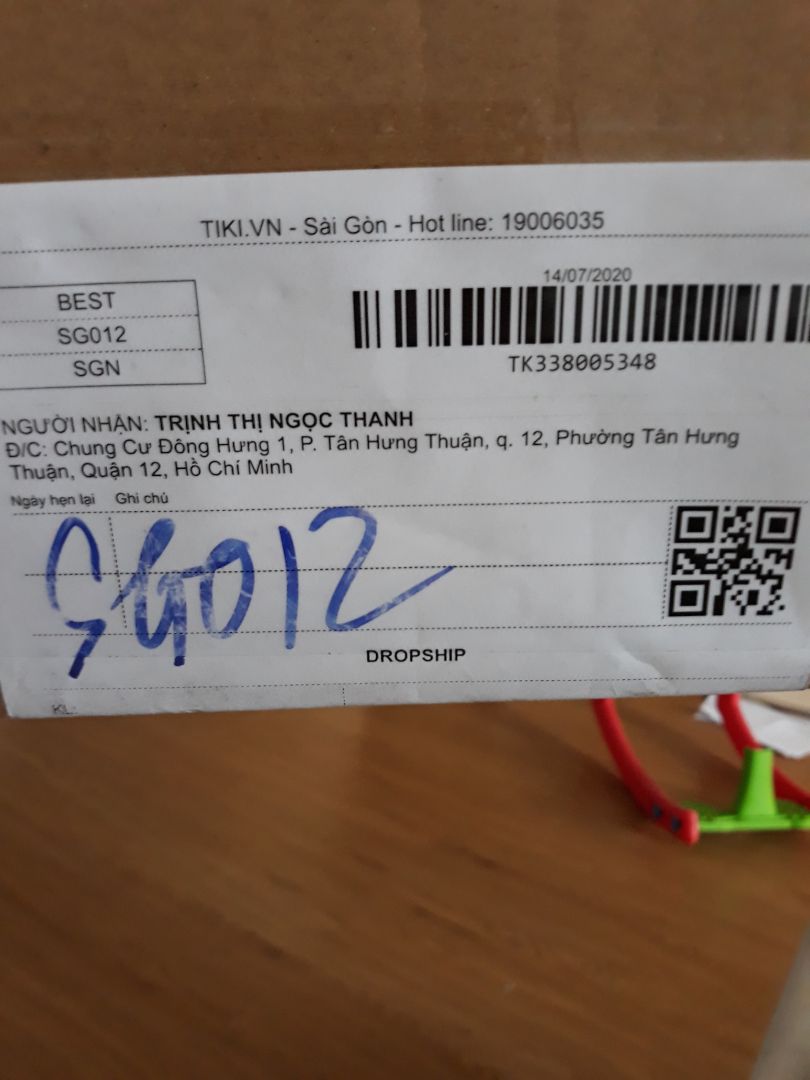 TIKI.VN - Sài Gòn - Hot line: 19006035
14/07/2020
BEST
SG012
SGN
TK338005348
NGƯỜI NHẬN: TRỊNH THỊ NGỌC THANH
Đ/C: Chung Cư Đông Hưng 1, P. Tân Hưng Thuận, q. 12, Phường Tân Hưng
Thuận, Quận 12, Hồ Chí Minh
Ngày hẹn lại Ghi chú
SG012
DROPSHIP
KL: